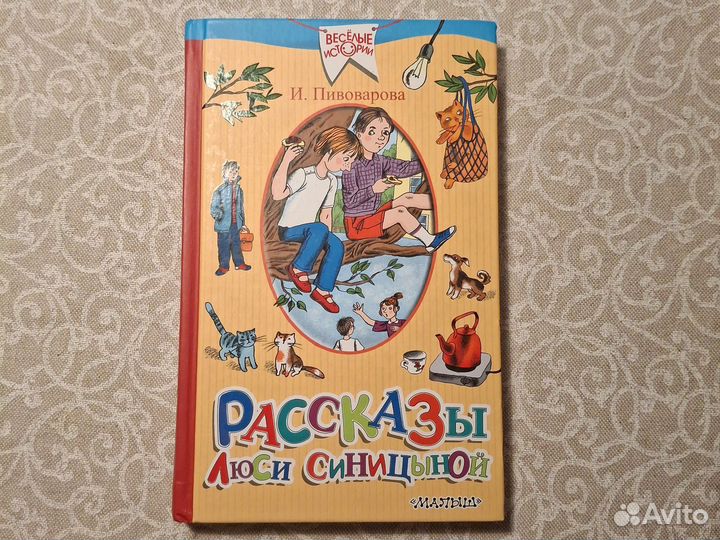 ВЕСЁЛЫЕ
ИСТОРИИ
И. Пивоварова
РАССКАЗЫ
ЛЮСИ СИНИЦЫНОЙ
«МАЛЫШ»
Avito